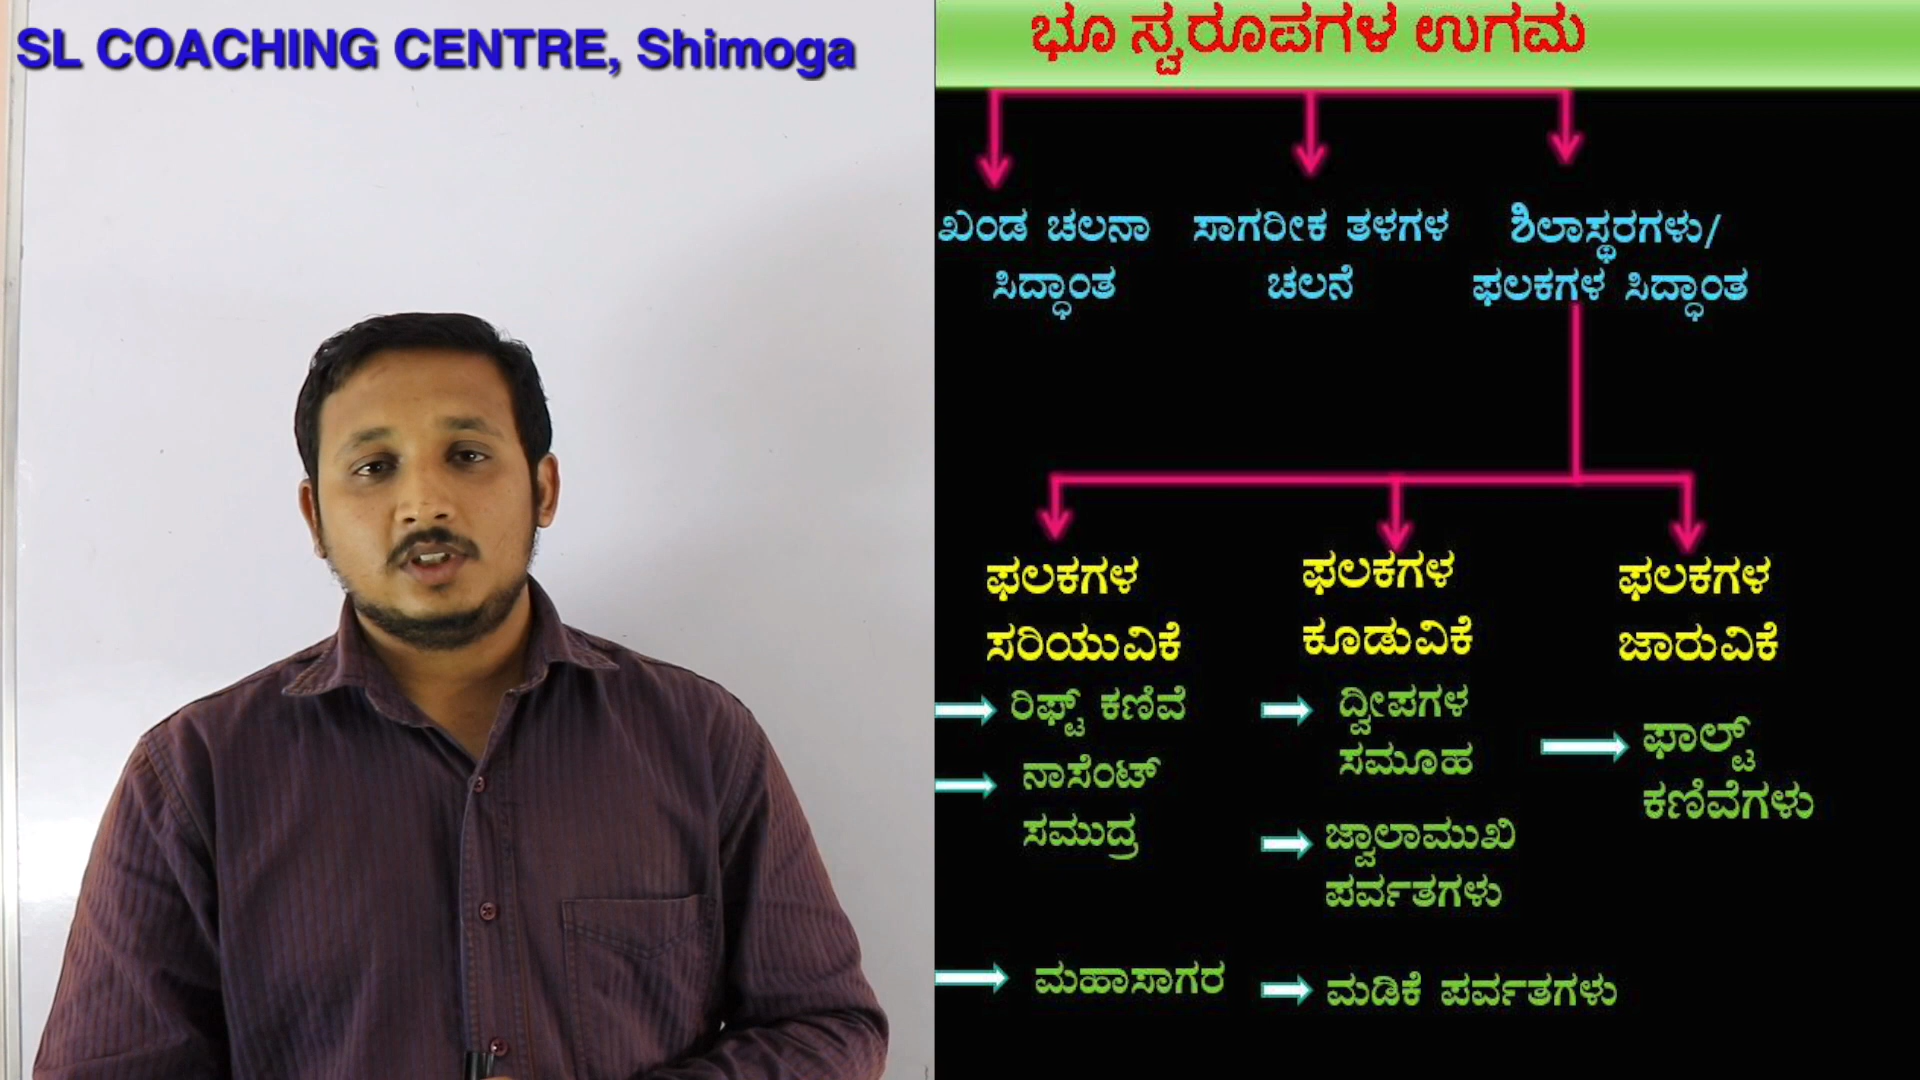 SL COACHING CENTRE, Shimoga
ಭೂ ಸ್ವರೂಪಗಳ ಉಗಮ
ಖಂಡ ಚಲನಾ
ಸಿದ್ಧಾಂತ
ಸಾಗರೀಕ ತಳಗಳ
ಚಲನೆ
ಶಿಲಾಸ್ಥರಗಳು/
ಫಲಕಗಳ ಸಿದ್ಧಾಂತ
ಫಲಕಗಳ
ಸರಿಯುವಿಕೆ
ರಿಫ್ಟ್ ಕಣಿವೆ
ನಾಸೆಂಟ್
ಸಮುದ್ರ
ಮಹಾಸಾಗರ
ಫಲಕಗಳ
ಕೂಡುವಿಕೆ
ದ್ವೀಪಗಳ
ಸಮೂಹ
ಜ್ವಾಲಾಮುಖಿ
ಪರ್ವತಗಳು
ಮಡಿಕೆ ಪರ್ವತಗಳು
ಫಲಕಗಳ
ಜಾರುವಿಕೆ
ಫಾಲ್ಟ್
ಕಣಿವೆಗಳು